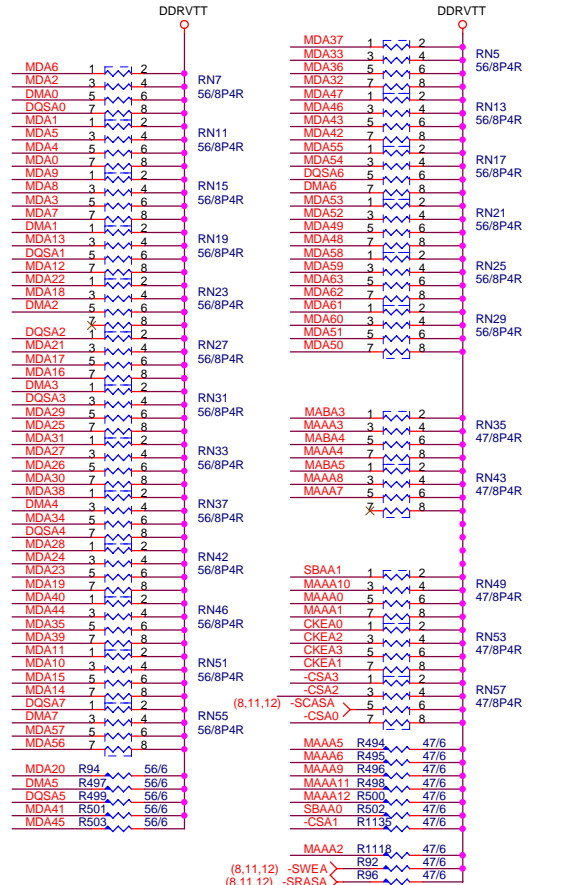 DDRVTT
MDA6 1 2
MDA2 3 4 RN7
DMA0 5 6 56/8P4R
DQSA0 7 8
MDA1 1 2
MDA5 3 4 RN11
MDA4 5 6 56/8P4R
MDA0 7 8
MDA9 1 2
MDA8 3 4 RN15
MDA3 5 6 56/8P4R
MDA7 7 8
DMA1 1 2
MDA13 3 4 RN19
DQSA1 5 6 56/8P4R
MDA12 7 8
MDA22 1 2
MDA18 3 4 RN23
DMA2 5 6 56/8P4R
7 8
DQSA2 1 2
MDA21 3 4 RN27
MDA17 5 6 56/8P4R
MDA16 7 8
DMA3 1 2
DQSA3 3 4 RN31
MDA29 5 6 56/8P4R
MDA25 7 8
MDA31 1 2
MDA27 3 4 RN33
MDA26 5 6 56/8P4R
MDA30 7 8
MDA38 1 2
DMA4 3 4 RN37
MDA34 5 6 56/8P4R
DQSA4 7 8
MDA28 1 2
MDA24 3 4 RN42
MDA23 5 6 56/8P4R
MDA19 7 8
MDA40 1 2
MDA44 3 4 RN46
MDA35 5 6 56/8P4R
MDA39 7 8
MDA11 1 2
MDA10 3 4 RN51
MDA15 5 6 56/8P4R
MDA14 7 8
DQSA7 1 2
DMA7 3 4 RN55
MDA57 5 6 56/8P4R
MDA56 7 8
MDA20 R94 56/6
DMA5 R497 56/6
DQSA5 R499 56/6
MDA41 R501 56/6
MDA45 R503 56/6
DDRVTT
MDA37 1 2
MDA33 3 4 RN5
MDA36 5 6 56/8P4R
MDA32 7 8
MDA47 1 2
MDA46 3 4 RN13
MDA43 5 6 56/8P4R
MDA42 7 8
MDA55 1 2
MDA54 3 4 RN17
DQSA6 5 6 56/8P4R
DMA6 7 8
MDA53 1 2
MDA52 3 4 RN21
MDA49 5 6 56/8P4R
MDA48 7 8
MDA58 1 2
MDA59 3 4 RN25
MDA63 5 6 56/8P4R
MDA62 7 8
MDA61 1 2
MDA60 3 4 RN29
MDA51 5 6 56/8P4R
MDA50 7 8
MABA3 1 2
MAAA3 3 4 RN35
MABA4 5 6 47/8P4R
MAAA4 7 8
MABA5 1 2
MAAA8 3 4 RN43
MAAA7 5 6 47/8P4R
7 8
SBAA1 1 2
MAAA10 3 4 RN49
MAAA0 5 6 47/8P4R
MAAA1 7 8
CKEA0 1 2
CKEA2 3 4 RN53
CKEA3 5 6 47/8P4R
CKEA1 7 8
-CSA3 1 2
-CSA2 3 4 RN57
(8,11,12) -SCASA 5 6 47/8P4R
-CSA0 7 8
MAAA5 R494 47/6
MAAA6 R495 47/6
MAAA9 R496 47/6
MAAA11 R498 47/6
MAAA12 R500 47/6
SBAA0 R502 47/6
-CSA1 R1135 47/6
MAAA2 R1118 47/6
(8,11,12) -SWEA R92 47/6
(8,11,12) -SRASA R96 47/6